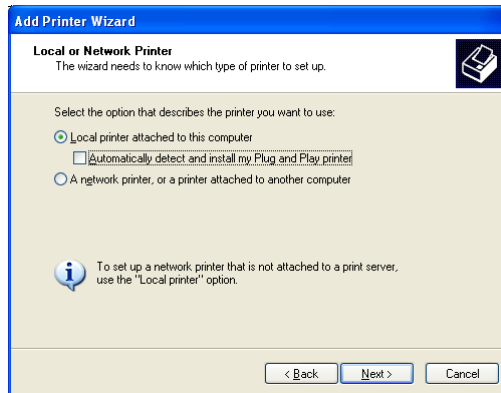 Add Printer Wizard
Local or Network Printer
The wizard needs to know which type of printer to set up.
Select the option that describes the printer you want to use:
Local printer attached to this computer
Automatically detect and install my Plug and Play printer
A network printer, or a printer attached to another computer
To set up a network printer that is not attached to a print server,
use the "Local printer" option.
< Back
Next >
Cancel